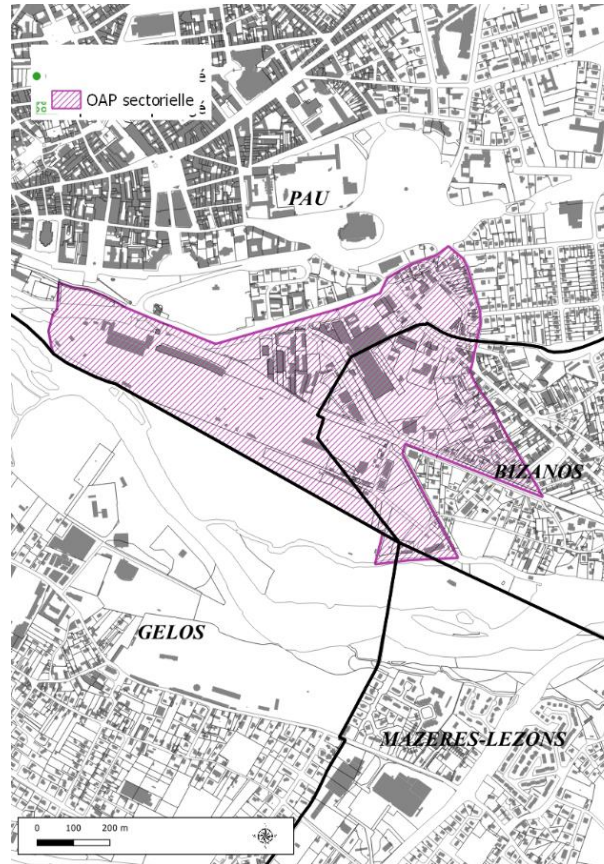 OAP sectorielle
PAU
BIZANOS
GELOS
MAZERES-LEZONS
0 100 200 m